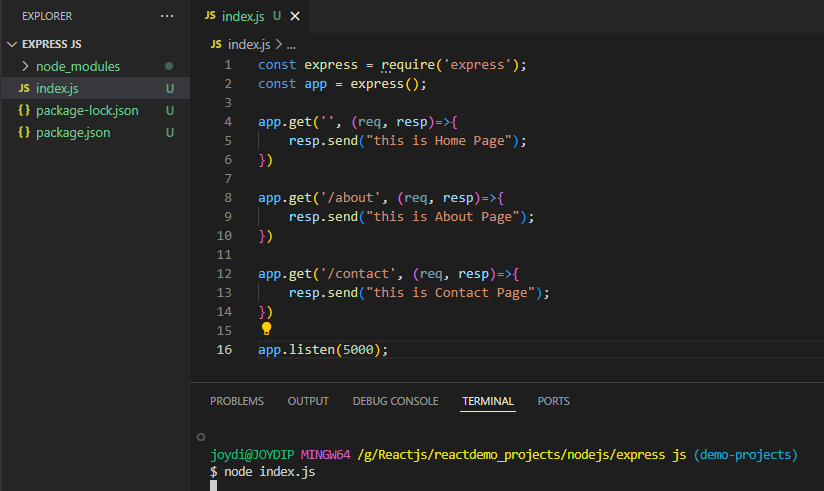 EXPLORER ···
EXPRESS JS
node_modules
JS index.js U
{} package-lock.json U
{} package.json U
JS index.js U
JS index.js > ...
1 const express = require('express');
2 const app = express();
3
4 app.get('', (req, resp)=>{
5 resp.send("this is Home Page");
6 })
7
8 app.get('/about', (req, resp)=>{
9 resp.send("this is About Page");
10 })
11
12 app.get('/contact', (req, resp)=>{
13 resp.send("this is Contact Page");
14 })
15
16 app.listen(5000);
PROBLEMS OUTPUT DEBUG CONSOLE TERMINAL PORTS
joydi@JOYDIP MINGW64 /g/Reactjs/reactdemo_projects/nodejs/express js (demo-projects)
$ node index.js